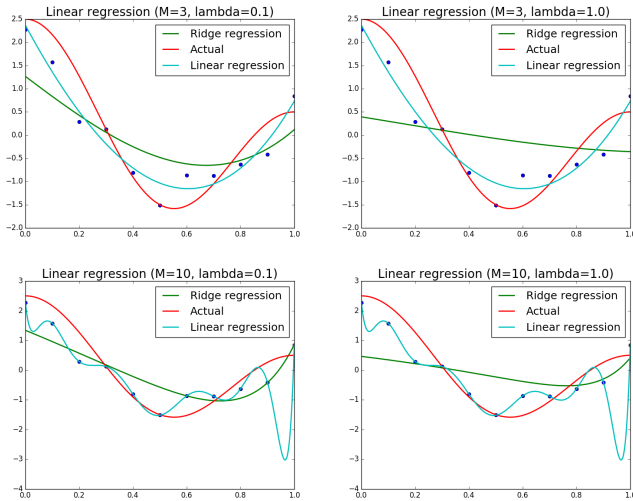 Linear regression (M=3, lambda=0.1)
2.5
2.0
1.5
1.0
0.5
0.0
−0.5
−1.0
−1.5
−2.0
0.0 0.2 0.4 0.6 0.8 1.0
Ridge regression
Actual
Linear regression
Linear regression (M=3, lambda=1.0)
2.5
2.0
1.5
1.0
0.5
0.0
−0.5
−1.0
−1.5
−2.0
0.0 0.2 0.4 0.6 0.8 1.0
Ridge regression
Actual
Linear regression
Linear regression (M=10, lambda=0.1)
3
2
1
0
−1
−2
−3
−4
0.0 0.2 0.4 0.6 0.8 1.0
Ridge regression
Actual
Linear regression
Linear regression (M=10, lambda=1.0)
3
2
1
0
−1
−2
−3
−4
0.0 0.2 0.4 0.6 0.8 1.0
Ridge regression
Actual
Linear regression